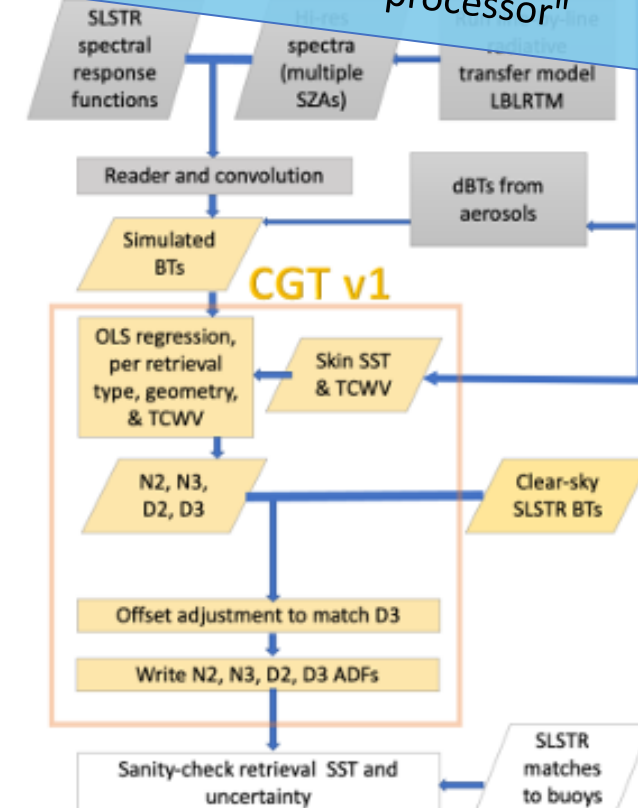 processor"
SLSTR
spectral
response
functions
Hi-res
spectra
(multiple
SZAs)
radiative
transfer model
LBLRTM
Reader and convolution
dBTs from
aerosols
Simulated
BTs
CGT v1
OLS regression,
per retrieval
type, geometry,
& TCWV
Skin SST
& TCWV
N2, N3,
D2, D3
Clear-sky
SLSTR BTs
Offset adjustment to match D3
Write N2, N3, D2, D3 ADFs
Sanity-check retrieval SST and
uncertainty
SLSTR
matches
to buoys